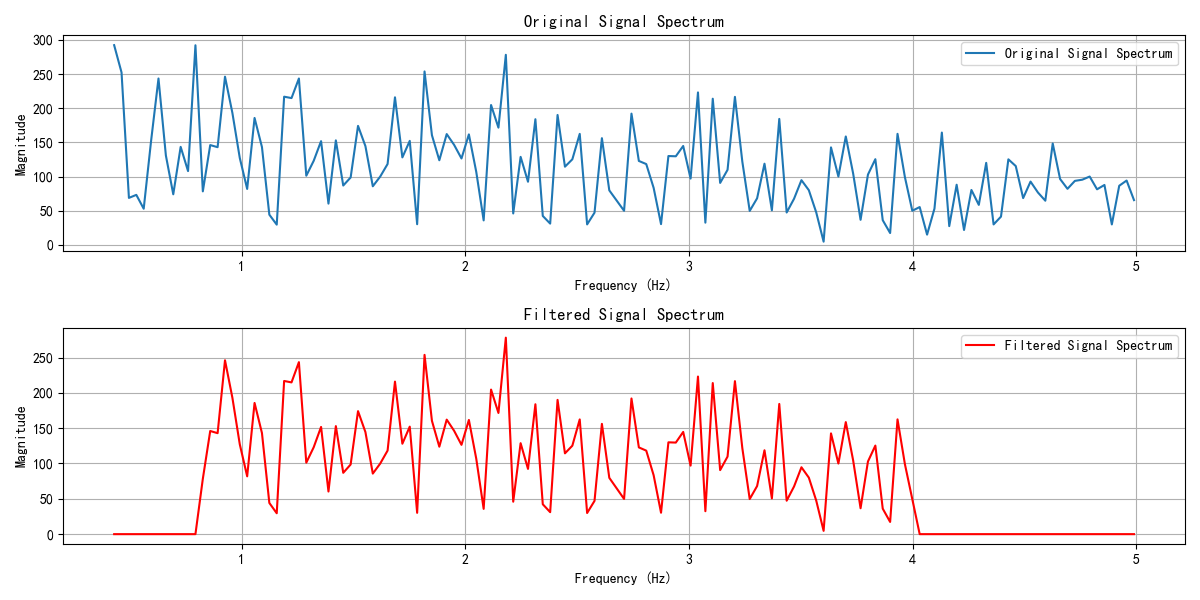 Original Signal Spectrum
300
250
200
150
100
50
0
Magnitude
Original Signal Spectrum
1 2 3 4 5
Frequency (Hz)
Filtered Signal Spectrum
250
200
150
100
50
0
Magnitude
Filtered Signal Spectrum
1 2 3 4 5
Frequency (Hz)